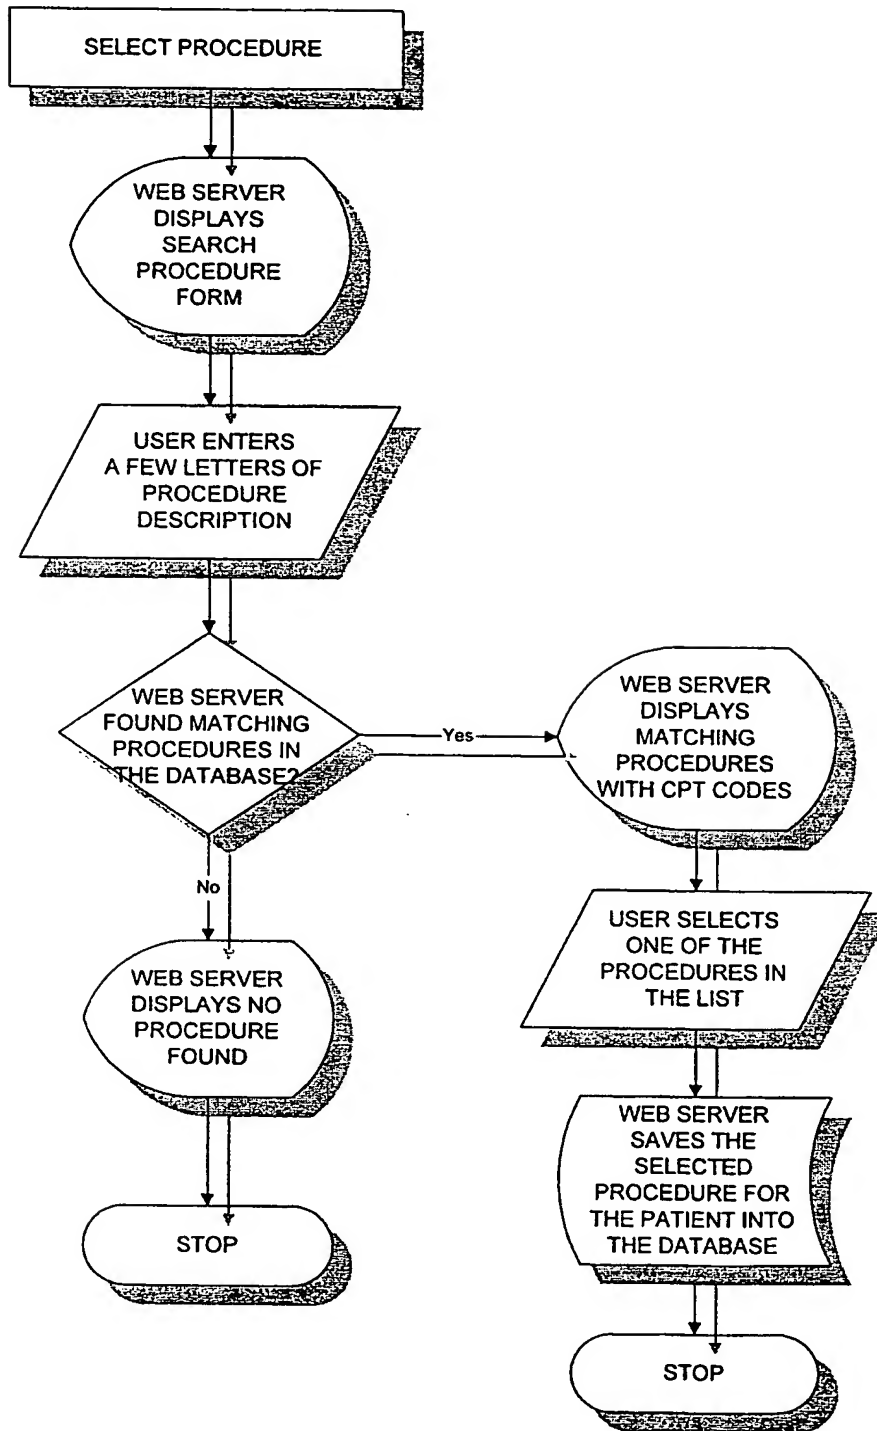 SELECT PROCEDURE
WEB SERVER
DISPLAYS
SEARCH
PROCEDURE
FORM
USER ENTERS
A FEW LETTERS OF
PROCEDURE
DESCRIPTION
WEB SERVER
FOUND MATCHING
PROCEDURES IN
THE DATABASE?
Yes
WEB SERVER
DISPLAYS
MATCHING
PROCEDURES
WITH CPT CODES
No
WEB SERVER
DISPLAYS NO
PROCEDURE
FOUND
STOP
USER SELECTS
ONE OF THE
PROCEDURES IN
THE LIST
WEB SERVER
SAVES THE
SELECTED
PROCEDURE FOR
THE PATIENT INTO
THE DATABASE
STOP